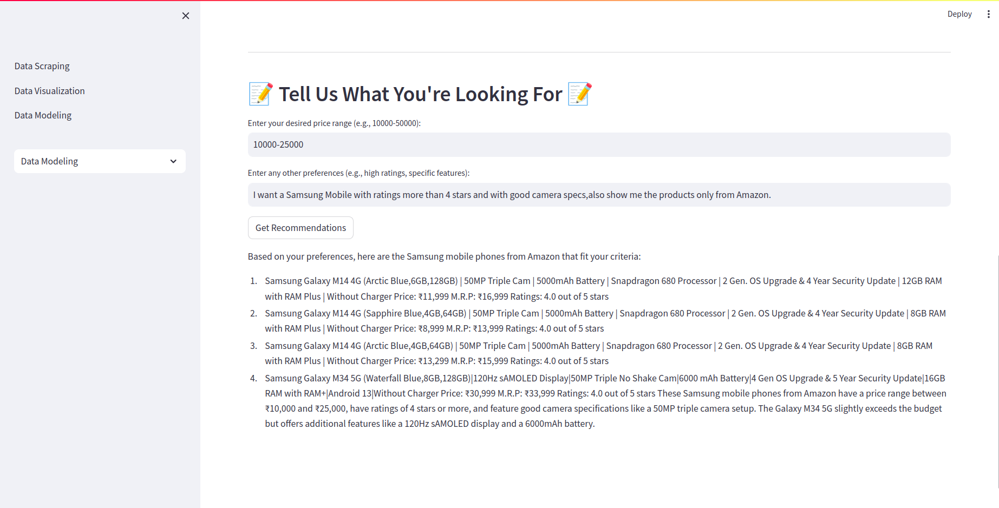 Deploy
Data Scraping
Data Visualization
Data Modeling
Data Modeling
Tell Us What You're Looking For
Enter your desired price range (e.g., 10000-50000):
10000-25000
Enter any other preferences (e.g., high ratings, specific features):
I want a Samsung Mobile with ratings more than 4 stars and with good camera specs,also show me the products only from Amazon.
Get Recommendations
Based on your preferences, here are the Samsung mobile phones from Amazon that fit your criteria:
1. Samsung Galaxy M14 4G (Arctic Blue,6GB,128GB) | 50MP Triple Cam | 5000mAh Battery | Snapdragon 680 Processor | 2 Gen. OS Upgrade & 4 Year Security Update | 12GB RAM
with RAM Plus | Without Charger Price: ₹11,999 M.R.P: ₹16,999 Ratings: 4.0 out of 5 stars
2. Samsung Galaxy M14 4G (Sapphire Blue,4GB,64GB) | 50MP Triple Cam | 5000mAh Battery | Snapdragon 680 Processor | 2 Gen. OS Upgrade & 4 Year Security Update | 8GB RAM
with RAM Plus | Without Charger Price: ₹8,999 M.R.P: ₹13,999 Ratings: 4.0 out of 5 stars
3. Samsung Galaxy M14 4G (Arctic Blue,4GB,64GB) | 50MP Triple Cam | 5000mAh Battery | Snapdragon 680 Processor | 2 Gen. OS Upgrade & 4 Year Security Update | 8GB RAM
with RAM Plus | Without Charger Price: ₹13,299 M.R.P: ₹15,999 Ratings: 4.0 out of 5 stars
4. Samsung Galaxy M34 5G (Waterfall Blue,8GB,128GB)|120Hz sAMOLED Display|50MP Triple No Shake Cam|6000 mAh Battery|4 Gen OS Upgrade & 5 Year Security Update|16GB
RAM with RAM+|Android 13|Without Charger Price: ₹30,999 M.R.P: ₹33,999 Ratings: 4.0 out of 5 stars These Samsung mobile phones from Amazon have a price range between
₹10,000 and ₹25,000, have ratings of 4 stars or more, and feature good camera specifications like a 50MP triple camera setup. The Galaxy M34 5G slightly exceeds the budget
but offers additional features like a 120Hz sAMOLED display and a 6000mAh battery.